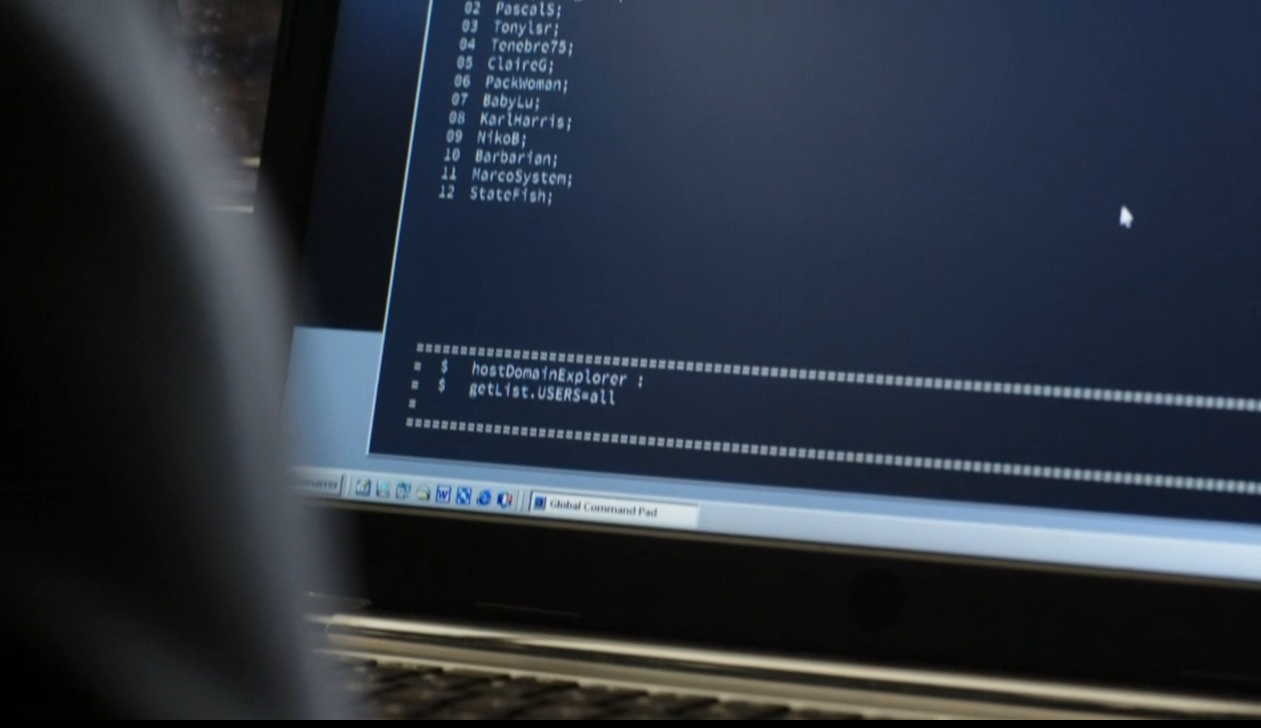 02 PascalS;
03 Tonylsr;
04 Tenebre75;
05 ClaireG;
06 PackWoman;
07 BabyLu;
08 KarlHarris;
09 NikoB;
10 Barbarian;
11 MarcoSystem;
12 StateFish;
$ hostDomainExplorer :
$ getList.USERS=all
Global Command Pad